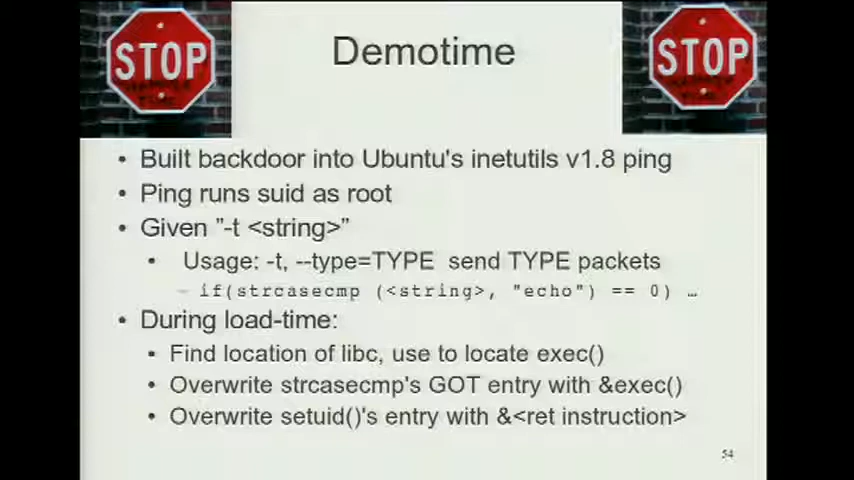 STOP
STOP
Demotime
• Built backdoor into Ubuntu's inetutils v1.8 ping
• Ping runs suid as root
• Given ”-t <string>”
• Usage: -t, --type=TYPE send TYPE packets
– if(strcasecmp (<string>, "echo") == 0) …
• During load-time:
• Find location of libc, use to locate exec()
• Overwrite strcasecmp's GOT entry with &exec()
• Overwrite setuid()'s entry with &<ret instruction>
54